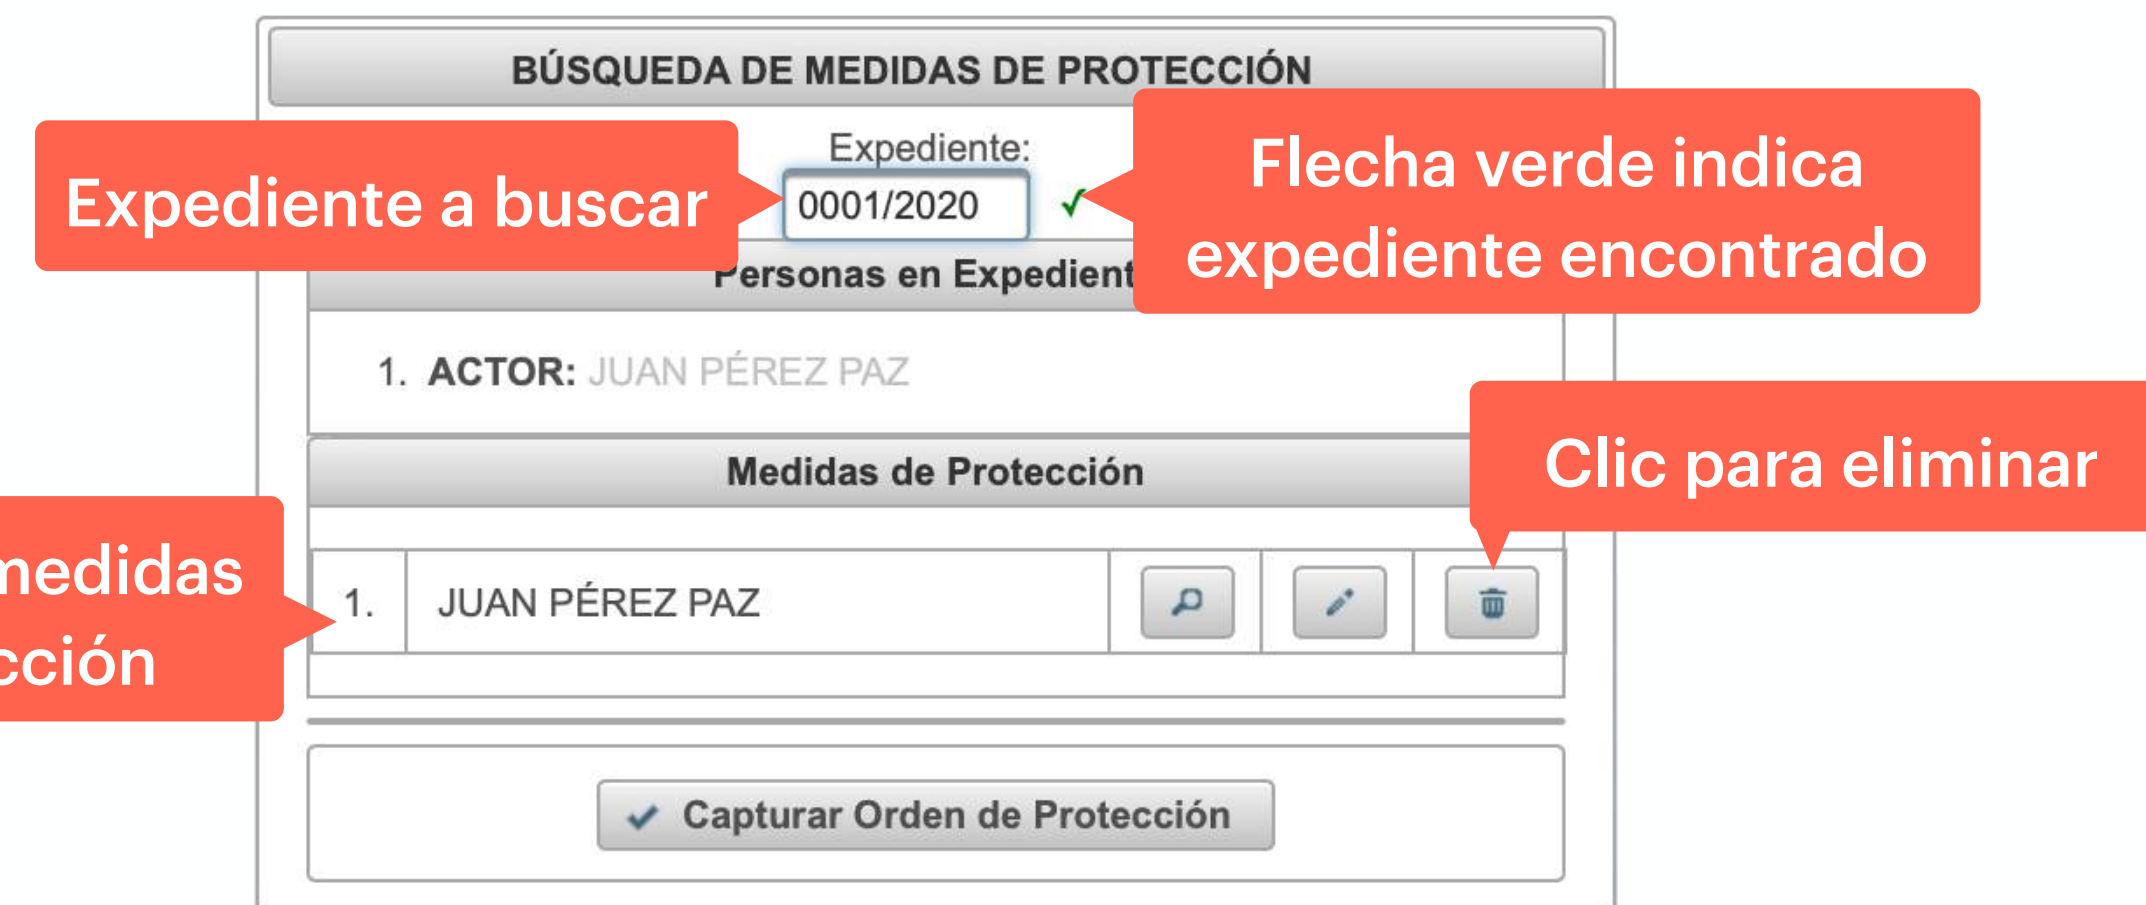 BÚSQUEDA DE MEDIDAS DE PROTECCIÓN
Expediente:
Expediente a buscar
0001/2020
Flecha verde indica
expediente encontrado
Personas en Expedient
1. ACTOR: JUAN PÉREZ PAZ
Clic para eliminar
Medidas de Protección
medidas
cción
1. JUAN PÉREZ PAZ
Capturar Orden de Protección